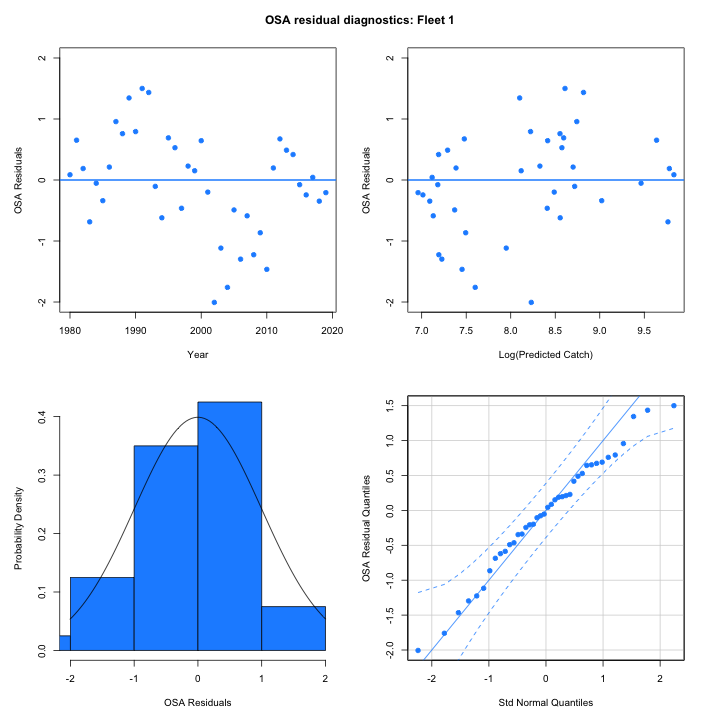 OSA residual diagnostics: Fleet 1
OSA Residuals
2
1
0
-1
-2
1980 1990 2000 2010 2020
Year
OSA Residuals
2
1
0
-1
-2
7.0 7.5 8.0 8.5 9.0 9.5
Log(Predicted Catch)
Probability Density
0.4
0.3
0.2
0.1
0.0
-2 -1 0 1 2
OSA Residuals
OSA Residual Quantiles
1.5
1.0
0.5
0.0
-0.5
-1.0
-1.5
-2.0
-2 -1 0 1 2
Std Normal Quantiles